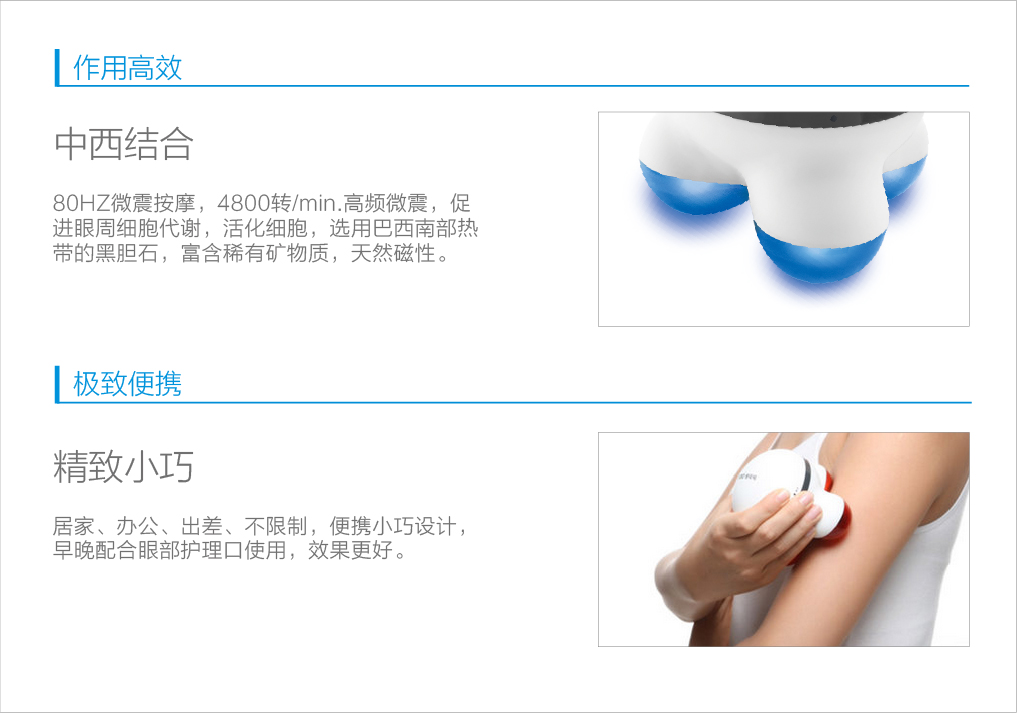 作用高效
中西结合
80HZ微震按摩，4800转/min.高频微震，促
进眼周细胞代谢，活化细胞，选用巴西南部热
带的黑胆石，富含稀有矿物质，天然磁性。
极致便携
精致小巧
居家、办公、出差、不限制，便携小巧设计，
早晚配合眼部护理口使用，效果更好。